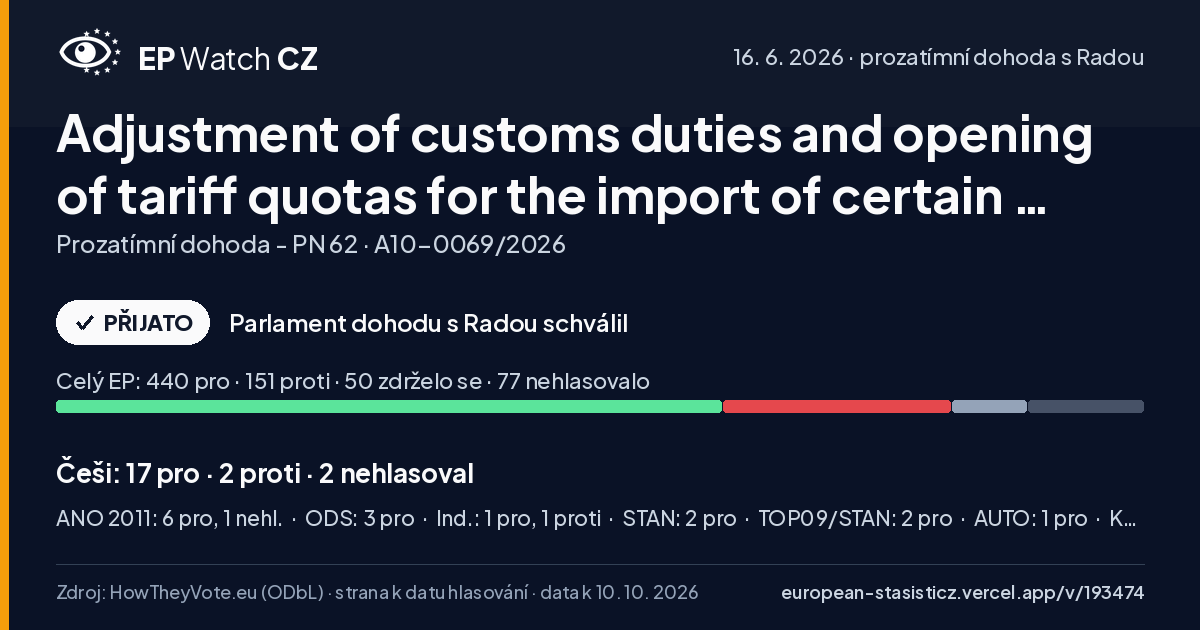 EP Watch CZ
16. 6. 2026 · prozatímní dohoda s Radou
Adjustment of customs duties and opening
of tariff quotas for the import of certain …
Prozatímní dohoda – PN 62 · A10–0069/2026
✓ PŘIJATO
Parlament dohodu s Radou schválil
Celý EP: 440 pro · 151 proti · 50 zdrželo se · 77 nehlasovalo
Češi: 17 pro · 2 proti · 2 nehlasoval
ANO 2011: 6 pro, 1 nehl. · ODS: 3 pro · Ind.: 1 pro, 1 proti · STAN: 2 pro · TOP09/STAN: 2 pro · AUTO: 1 pro · K…
Zdroj: HowTheyVote.eu (ODbL) · strana k datu hlasování · data k 10. 10. 2026
european-stasisticz.vercel.app/v/193474